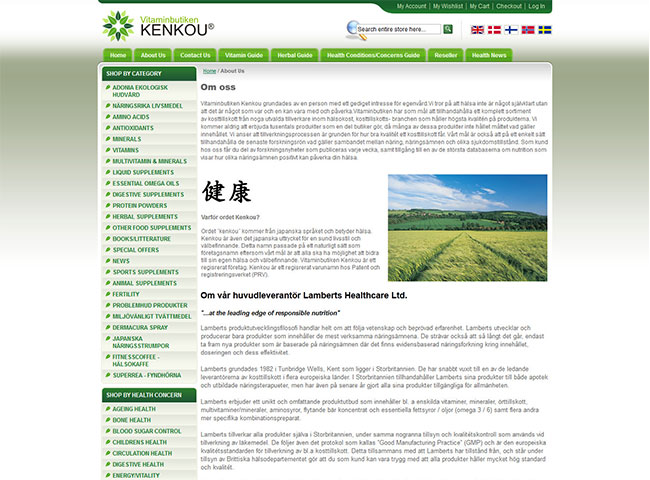 My Account | My Wishlist | My Cart | Checkout | Log In
Vitaminbutiken
KENKOU®
Search entire store here...
Home
About Us
Contact Us
Vitamin Guide
Herbal Guide
Health Conditions/Concerns Guide
Reseller
Health News
SHOP BY CATEGORY
ADONIA EKOLOGISK
HUDVÅRD
NÄRINGSRIKA LIVSMEDEL
AMINO ACIDS
ANTIOXIDANTS
MINERALS
VITAMINS
MULTIVITAMIN & MINERALS
LIQUID SUPPLEMENTS
ESSENTIAL OMEGA OILS
DIGESTIVE SUPPLEMENTS
PROTEIN POWDERS
HERBAL SUPPLEMENTS
OTHER FOOD SUPPLEMENTS
BOOKS/LITTERATURE
SPECIAL OFFERS
NEWS
SPORTS SUPPLEMENTS
ANIMAL SUPPLEMENTS
FERTILITY
PROBLEMHUD PRODUKTER
MILJÖVÄNLIGT TVÄTTMEDEL
DERMACURA SPRAY
JAPANSKA
NÄRINGSSTRUMPOR
FITNESSCOFFEE -
HÄLSOKAFFE
SUPERREA - FYNDHÖRNA
SHOP BY HEALTH CONCERN
AGEING HEALTH
BONE HEALTH
BLOOD SUGAR CONTROL
CHILDRENS HEALTH
CIRCULATION HEALTH
DIGESTIVE HEALTH
ENERGY/VITALITY
Home / About Us
Om oss
Vitaminbutiken Kenkou grundades av en person med ett gediget intresse för egenvård.Vi tror på att hälsa inte är något självklart utan
att det är något som var och en kan vara med och påverka.Vitaminbutiken har som mål att tillhandahålla ett komplett sortiment
av kosttillskott från noga utvalda tillverkare inom hälsokost, kosttillskotts- branschen som håller högsta kvalitén på produkterna. Vi
kommer aldrig att erbjuda tusentals produkter som en del butiker gör, då många av dessa produkter inte håller måttet vad gäller
innehållet. Vi anser att tillverkningsprocessen är grunden för hur bra kvalitét ett kosttillskott får. Vårt mål är också att på ett enkelt sätt
tillhandahålla de senaste forskningsrön vad gäller sambandet mellan näring, näringsämnen och olika sjukdomstillstånd. Som kund
hos oss får du del av forskningsnyheter som publiceras varje vecka, samt tillgång till en av de största databaserna om nutrition som
visar hur olika näringsämnen positivt kan påverka din hälsa.
健康
Varför ordet Kenkou?
Ordet ´kenkou´ kommer från japanska språket och betyder hälsa.
Kenkou är även det japanska uttrycket för en sund livsstil och
välbefinnande. Detta namn passade på ett naturligt sätt som
företagsnamn eftersom vårt mål är att alla ska ha möjlighet att bidra
till sin egen hälsa och välbefinnande. Vitaminbutiken Kenkou är ett
registrerat företag. Kenkou är ett registrerat varunamn hos Patent och
registreringsverket (PRV).
Om vår huvudleverantör Lamberts Healthcare Ltd.
"...at the leading edge of responsible nutrition"
Lamberts produktutvecklingsfilosofi handlar helt om att följa vetenskap och beprövad erfarenhet. Lamberts utvecklar och
producerar bara produkter som innehåller de mest verksamma näringsämnena. De strävar också att så långt det går, endast
ta fram nya produkter som är baserade på näringsämnen där det finns evidensbaserad näringsforskning kring innehållet,
doseringen och dess effektivitet.
Lamberts grundades 1982 i Tunbridge Wells, Kent som ligger i Storbritannien. De har snabbt vuxit till en av de ledande
leverantörerna av kosttillskott i flera europeiska länder. I Storbritannien tillhandahåller Lamberts sina produkter till både apotek
och utbildade näringsterapeuter, men har även på senare år gjort alla sina produkter tillgängliga för allmänheten.
Lamberts erbjuder ett unikt och omfattande produktutbud som innehåller bl. a enskilda vitaminer, mineraler, örttillskott,
multivitaminer/mineraler, aminosyror, flytande bär koncentrat och essentiella fettsyror / oljor (omega 3 / 6) samt flera andra
mer specifika kombinationspreparat.
Lamberts tillverkar alla produkter själva i Storbritannien, under samma nogranna tillsyn och kvalitétskontroll som används vid
tillverkning av läkemedel. De följer även det protokoll som kallas "Good Manufacturing Practice" (GMP) och är den europeiska
kvalitétsstandarden för tillverkning av bl.a kosttillskott. Detta tillsammans med att Lamberts har tillstånd från, och står under
tillsyn av Brittiska hälsodepartementet gör att du som kund kan vara trygg med att alla produkter håller mycket hög standard
och kvalitét.